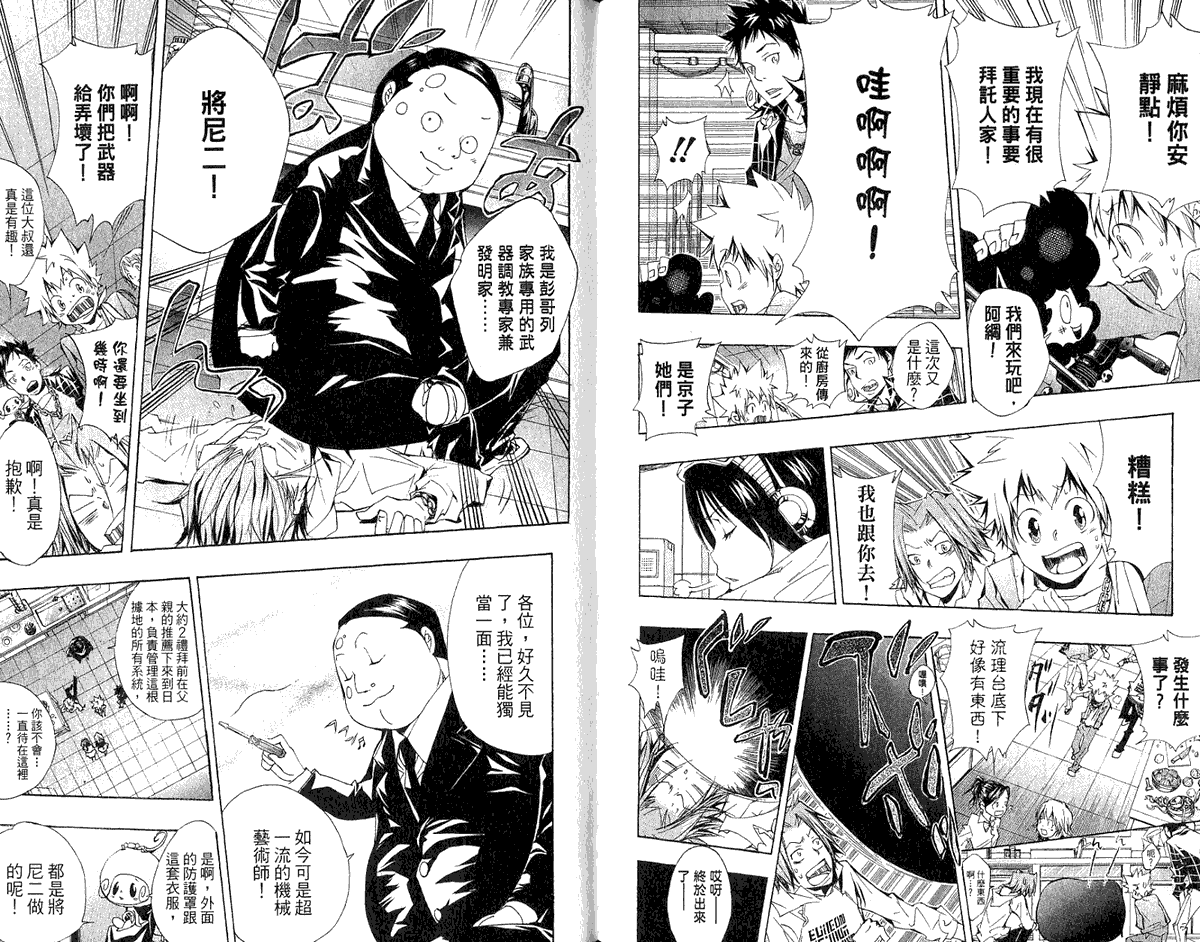 麻煩你安
靜點！
我現在有很
重要的事要
拜託人家！
我們來玩吧，
阿綱！
哇啊啊啊！
!!
這次又
是什麼？
從廚房傳
來的！
是京子
她們！
糟糕！
我也跟你去！
發生什麼
事了？
流理台底下
好像有東西！
嗚哇！
呃？
什麼東西
啊…？
哎呀──
終於出來
了──
將尼二！
啊啊！
你們把武器
給弄壞了！
我是彭哥列
家族專用的武
器調教專家兼
發明家……
這位大叔還
真是有趣！
你還要坐到
幾時啊！
啊！真是
抱歉！
各位，好久不見
了，我已經能獨
當一面……
如今可是超
一流的機械
藝術師！
大約2禮拜前在父
親的推薦下來到日
本，負責管理這根
據地的所有系統，
你該不會…
一直待在這裡
……!?
是啊，外面
的防護罩跟
這套衣服，
都是將
尼二做
的呢！